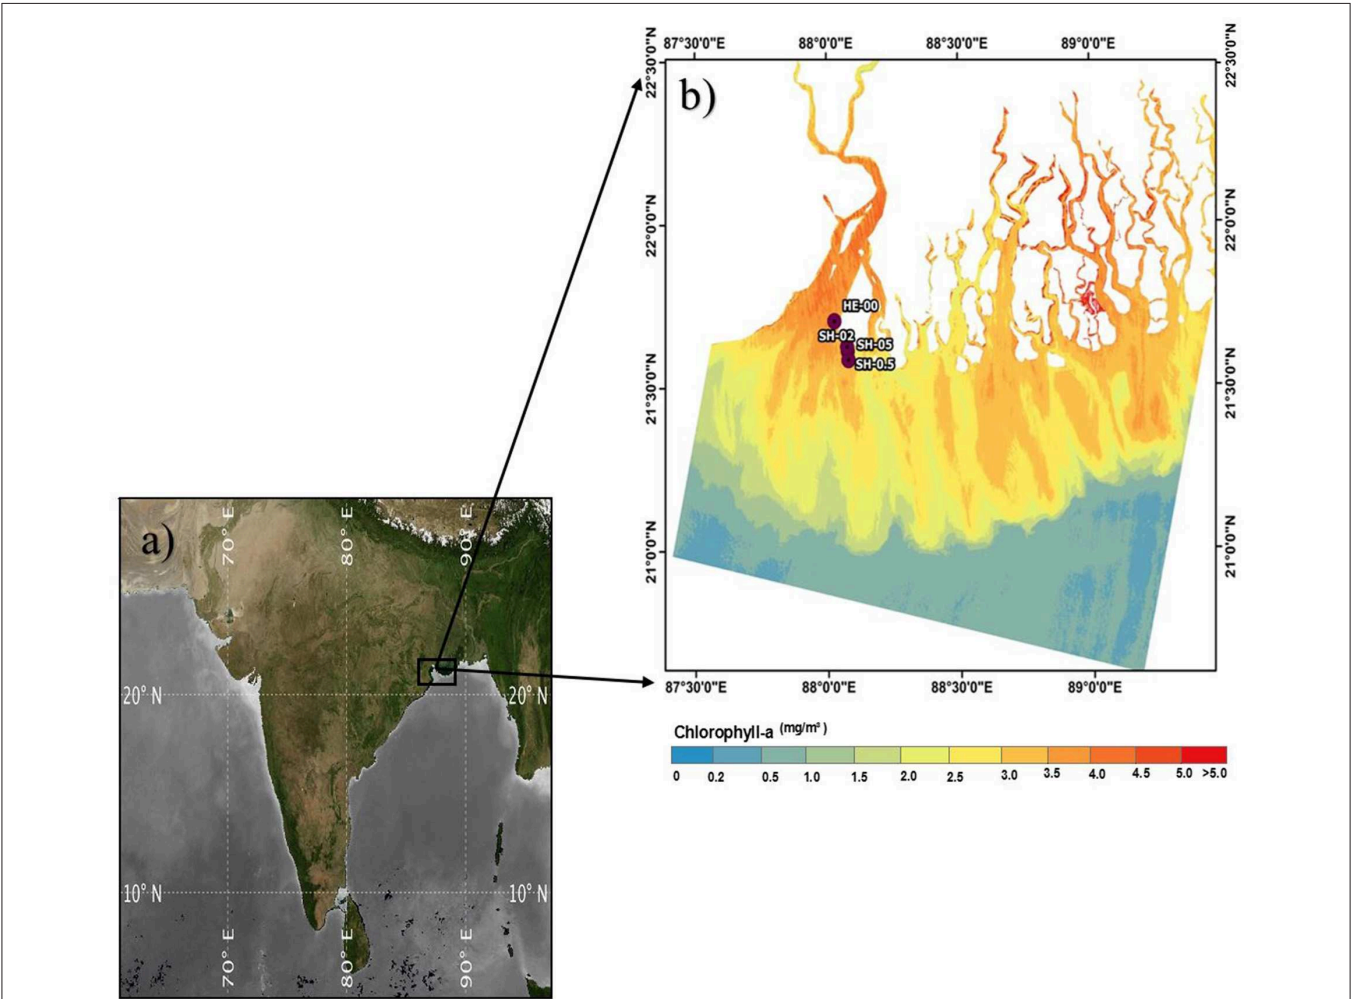 87°30'0"E 88°0'0"E 88°30'0"E 89°0'0"E
22°30'0"N 22°30'0"N
b)
22°0'0"N 22°0'0"N
HE-00
SH-02
SH-05
SH-0.5
21°30'0"N 21°30'0"N
21°0'0"N 21°0'0"N
87°30'0"E 88°0'0"E 88°30'0"E 89°0'0"E
a)
70° E 80° E 90° E
20° N 20° N
10° N 10° N
70° E 80° E 90° E
Chlorophyll-a (mg/m³)
0 0.2 0.5 1.0 1.5 2.0 2.5 3.0 3.5 4.0 4.5 5.0 >5.0